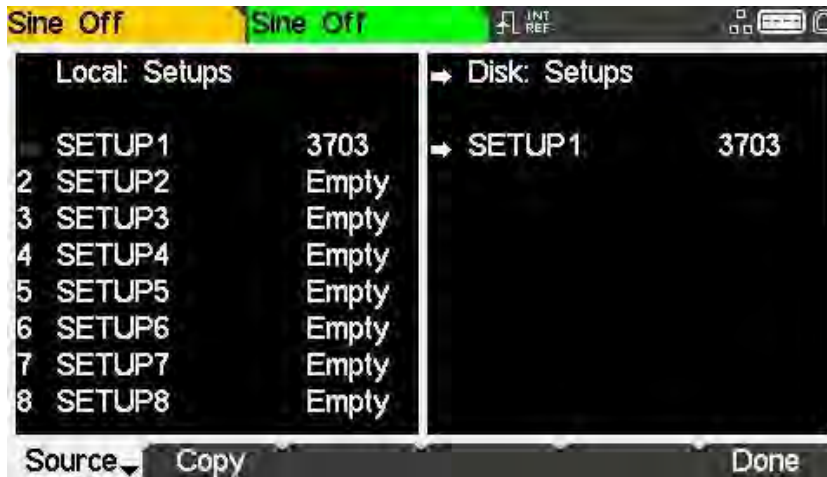 Sine Off
Sine Off
INT
REF
Local: Setups
SETUP1 3703
2 SETUP2 Empty
3 SETUP3 Empty
4 SETUP4 Empty
5 SETUP5 Empty
6 SETUP6 Empty
7 SETUP7 Empty
8 SETUP8 Empty
Disk: Setups
SETUP1 3703
Source
Copy
Done